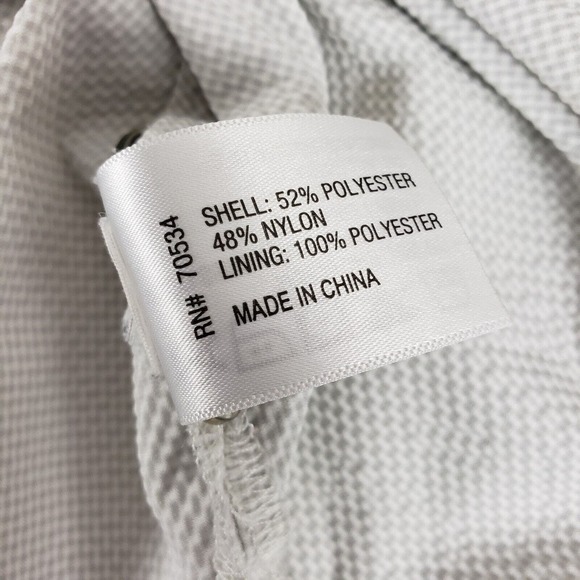 RN# 70534
SHELL: 52% POLYESTER
48% NYLON
LINING: 100% POLYESTER
MADE IN CHINA